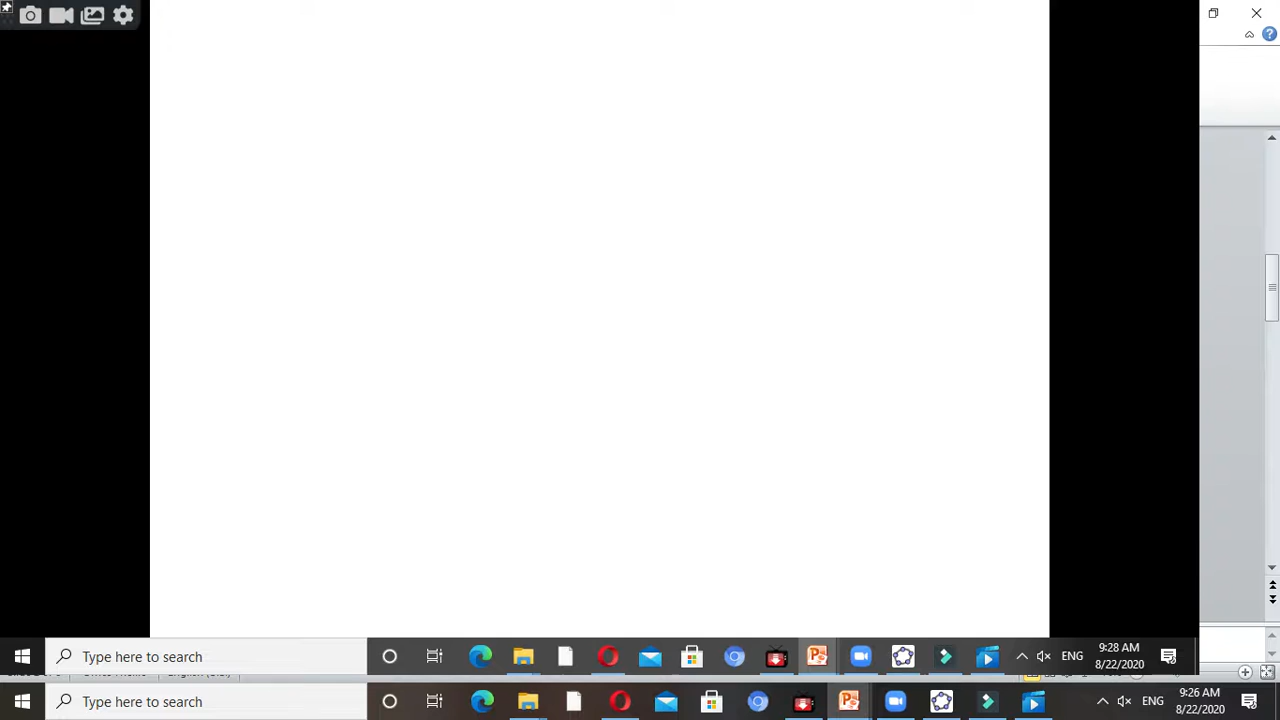 Type here to search
ENG
9:28 AM
8/22/2020
Type here to search
ENG
9:26 AM
8/22/2020